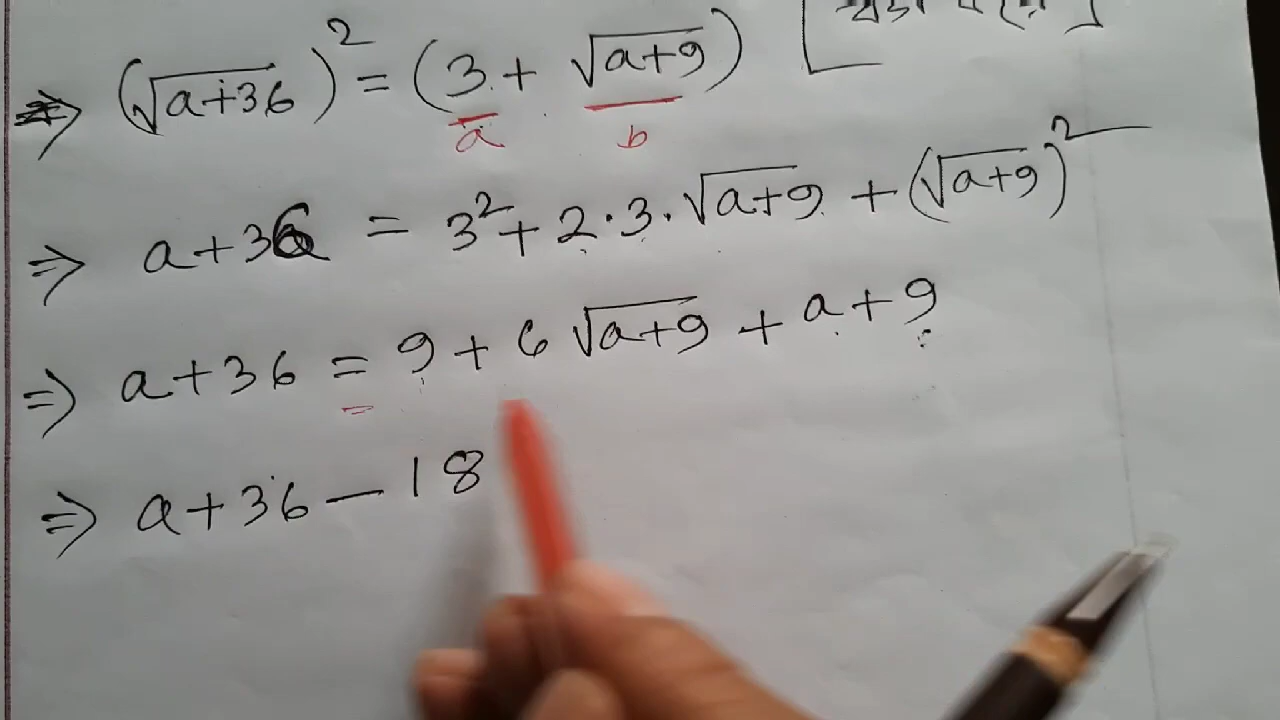 ⇒ (√a+36)² = (3 + √a+9)
a b
⇒ a+36 = 3² + 2·3·√a+9 + (√a+9)²
⇒ a+36 = 9 + 6√a+9 + a+9
⇒ a+36 – 18